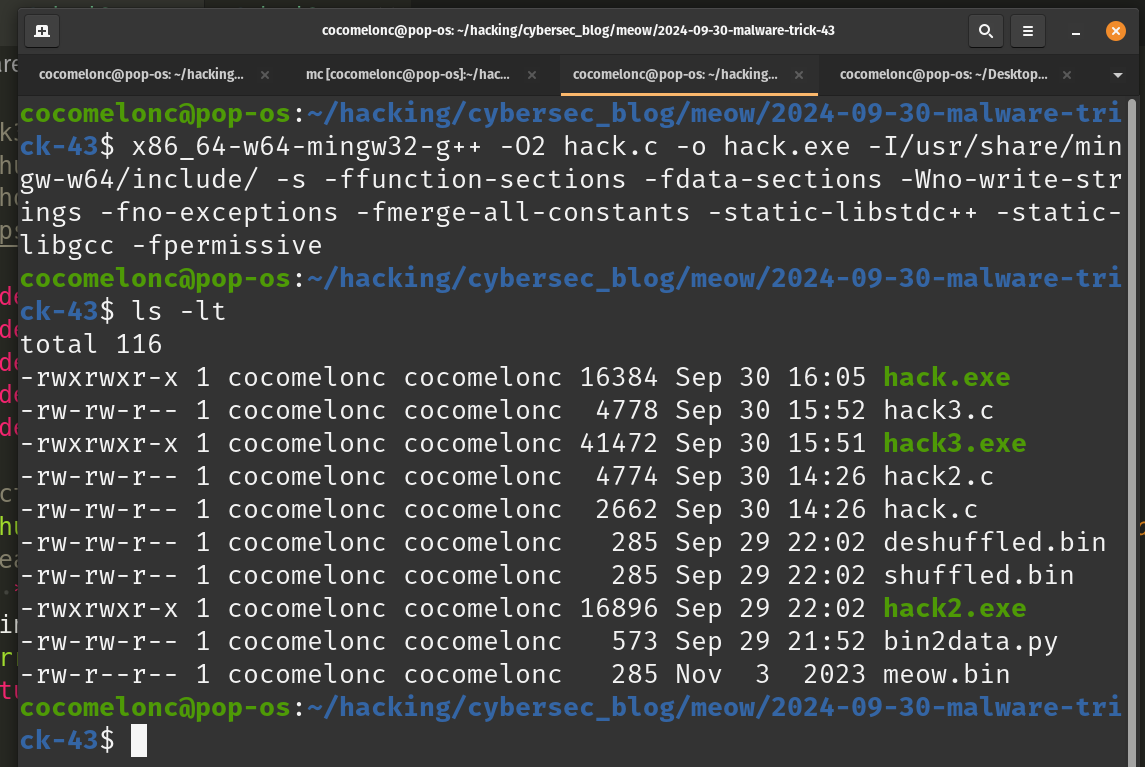 cocomelonc@pop-os: ~/hacking/cybersec_blog/meow/2024-09-30-malware-trick-43
cocomelonc@pop-os: ~/hacking... × mc [cocomelonc@pop-os]:~/hac... × cocomelonc@pop-os: ~/hacking... × cocomelonc@pop-os: ~/Desktop... ×
cocomelonc@pop-os:~/hacking/cybersec_blog/meow/2024-09-30-malware-tri
ck-43$ x86_64-w64-mingw32-g++ -O2 hack.c -o hack.exe -I/usr/share/min
gw-w64/include/ -s -ffunction-sections -fdata-sections -Wno-write-str
ings -fno-exceptions -fmerge-all-constants -static-libstdc++ -static-
libgcc -fpermissive
cocomelonc@pop-os:~/hacking/cybersec_blog/meow/2024-09-30-malware-tri
ck-43$ ls -lt
total 116
-rwxrwxr-x 1 cocomelonc cocomelonc 16384 Sep 30 16:05 hack.exe
-rw-rw-r-- 1 cocomelonc cocomelonc  4778 Sep 30 15:52 hack3.c
-rwxrwxr-x 1 cocomelonc cocomelonc 41472 Sep 30 15:51 hack3.exe
-rw-rw-r-- 1 cocomelonc cocomelonc  4774 Sep 30 14:26 hack2.c
-rw-rw-r-- 1 cocomelonc cocomelonc  2662 Sep 30 14:26 hack.c
-rw-rw-r-- 1 cocomelonc cocomelonc   285 Sep 29 22:02 deshuffled.bin
-rw-rw-r-- 1 cocomelonc cocomelonc   285 Sep 29 22:02 shuffled.bin
-rwxrwxr-x 1 cocomelonc cocomelonc 16896 Sep 29 22:02 hack2.exe
-rw-rw-r-- 1 cocomelonc cocomelonc   573 Sep 29 21:52 bin2data.py
-rw-r--r-- 1 cocomelonc cocomelonc   285 Nov  3  2023 meow.bin
cocomelonc@pop-os:~/hacking/cybersec_blog/meow/2024-09-30-malware-tri
ck-43$